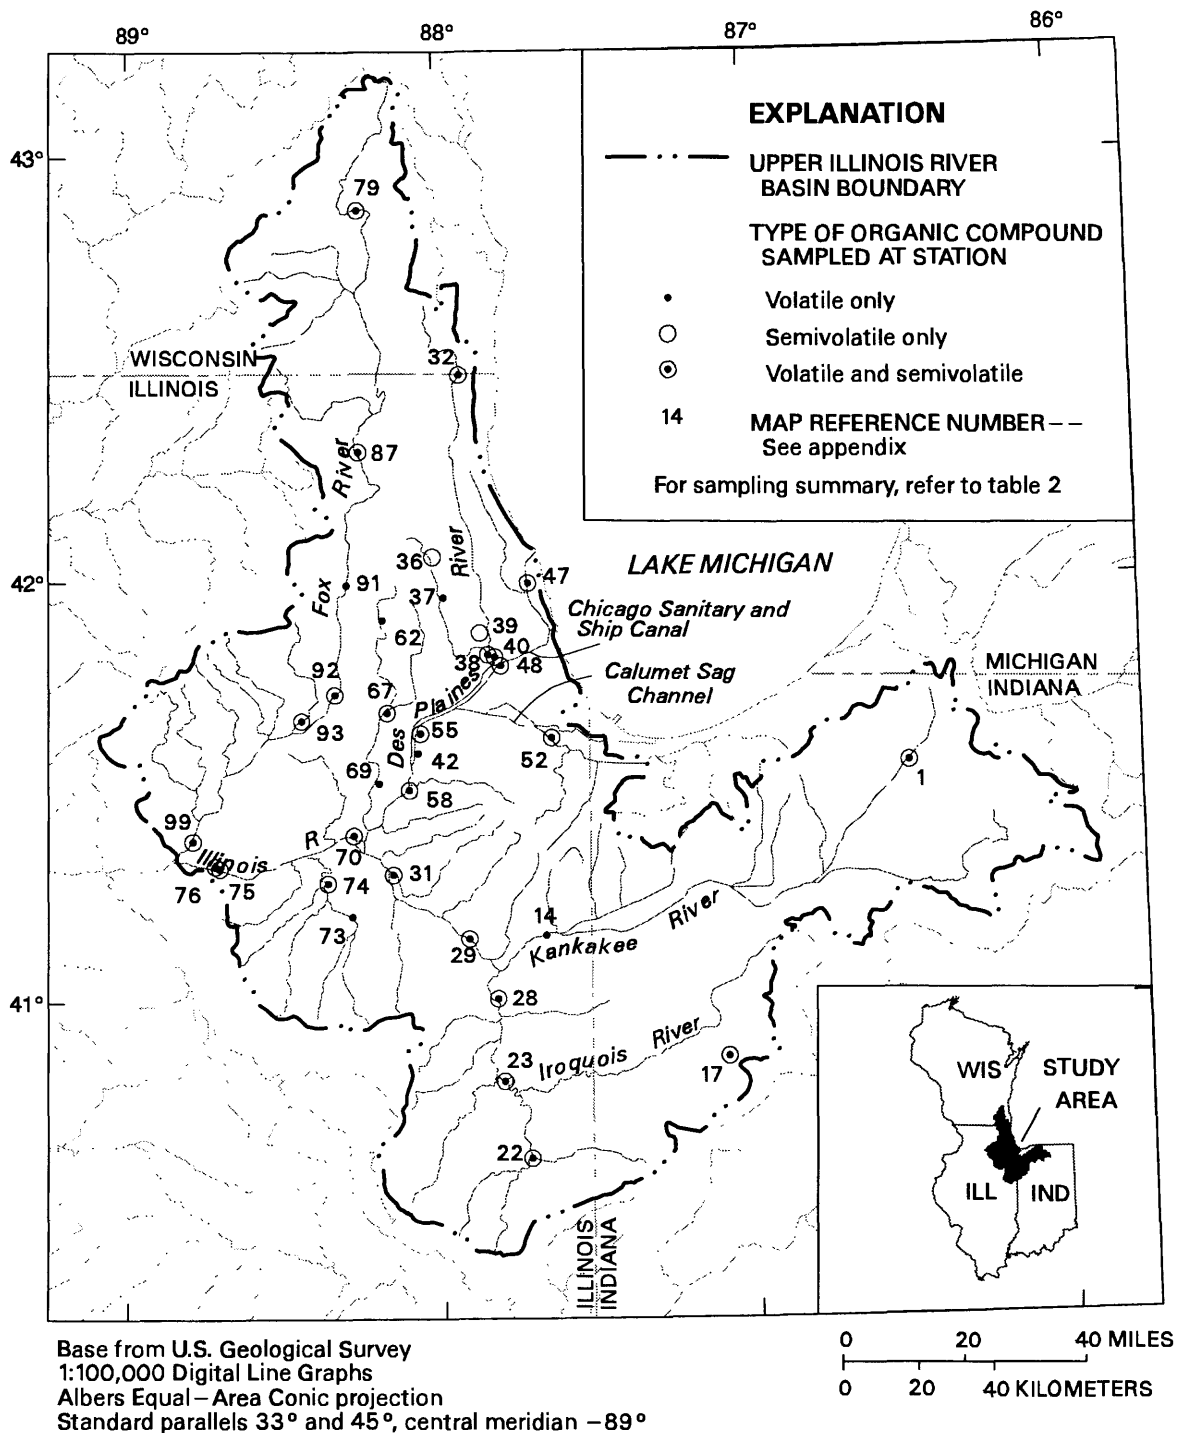 89° 88° 87° 86°
43°
42°
41°
EXPLANATION
UPPER ILLINOIS RIVER
BASIN BOUNDARY
TYPE OF ORGANIC COMPOUND
SAMPLED AT STATION
Volatile only
Semivolatile only
Volatile and semivolatile
14 MAP REFERENCE NUMBER--
See appendix
For sampling summary, refer to table 2
79
WISCONSIN
ILLINOIS
32
87
Fox River
River
36
47
LAKE MICHIGAN
91
37
62
39
40
38
48
Chicago Sanitary and
Ship Canal
Calumet Sag
Channel
MICHIGAN
INDIANA
92
67
93
Des Plaines
55
42
52
1
69
58
99
R
Illinois
70
76
75
74
31
73
14
29
Kankakee River
28
23
Iroquois River
17
22
ILLINOIS
INDIANA
WIS
STUDY
AREA
ILL
IND
Base from U.S. Geological Survey
1:100,000 Digital Line Graphs
Albers Equal-Area Conic projection
Standard parallels 33° and 45°, central meridian -89°
0 20 40 MILES
0 20 40 KILOMETERS